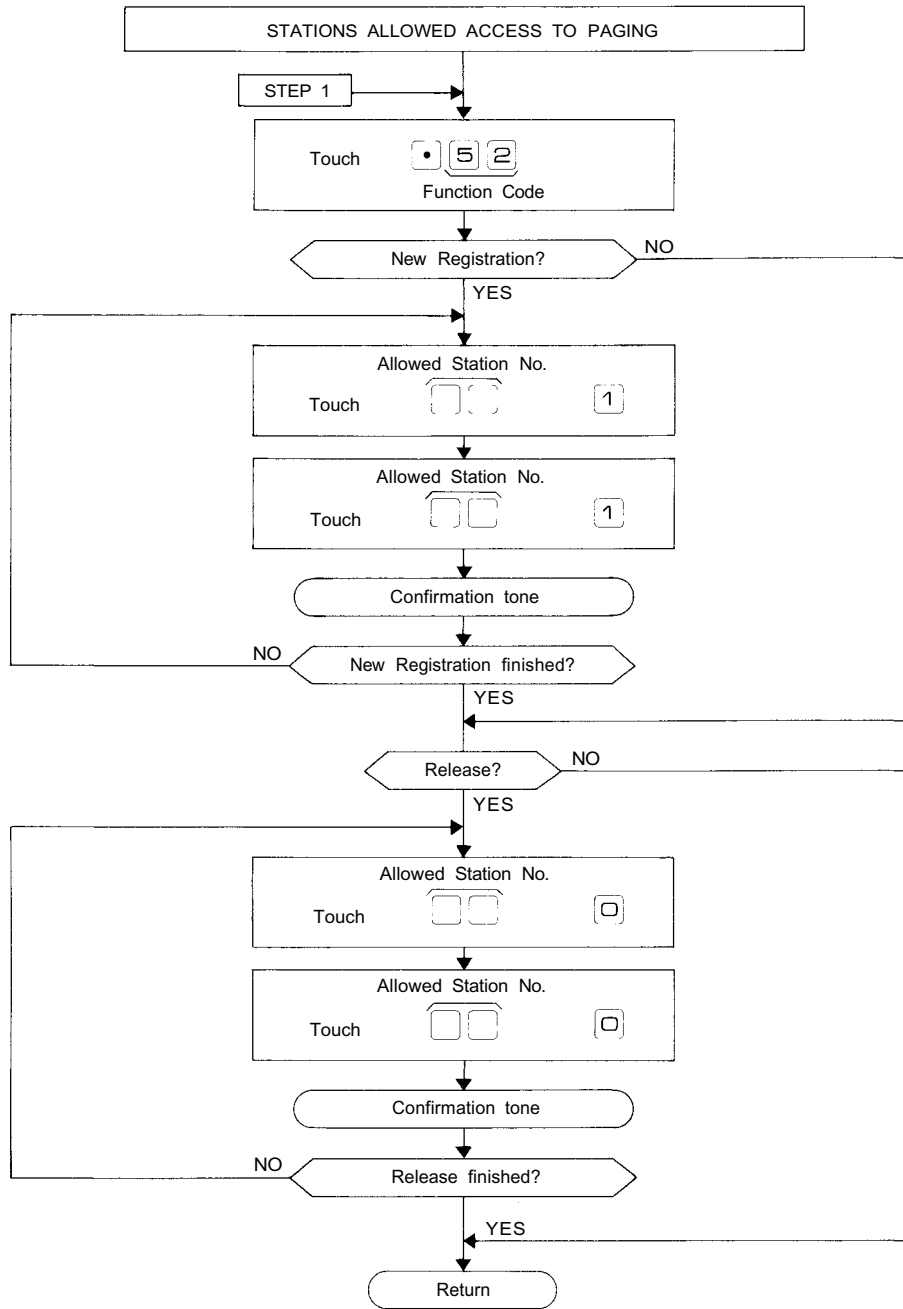 STATIONS ALLOWED ACCESS TO PAGING
STEP 1
Touch • 5 2
Function Code
New Registration? NO
YES
Allowed Station No.
Touch 1
Allowed Station No.
Touch 1
Confirmation tone
NO New Registration finished?
YES
Release? NO
YES
Allowed Station No.
Touch 0
Allowed Station No.
Touch 0
Confirmation tone
NO Release finished?
YES
Return